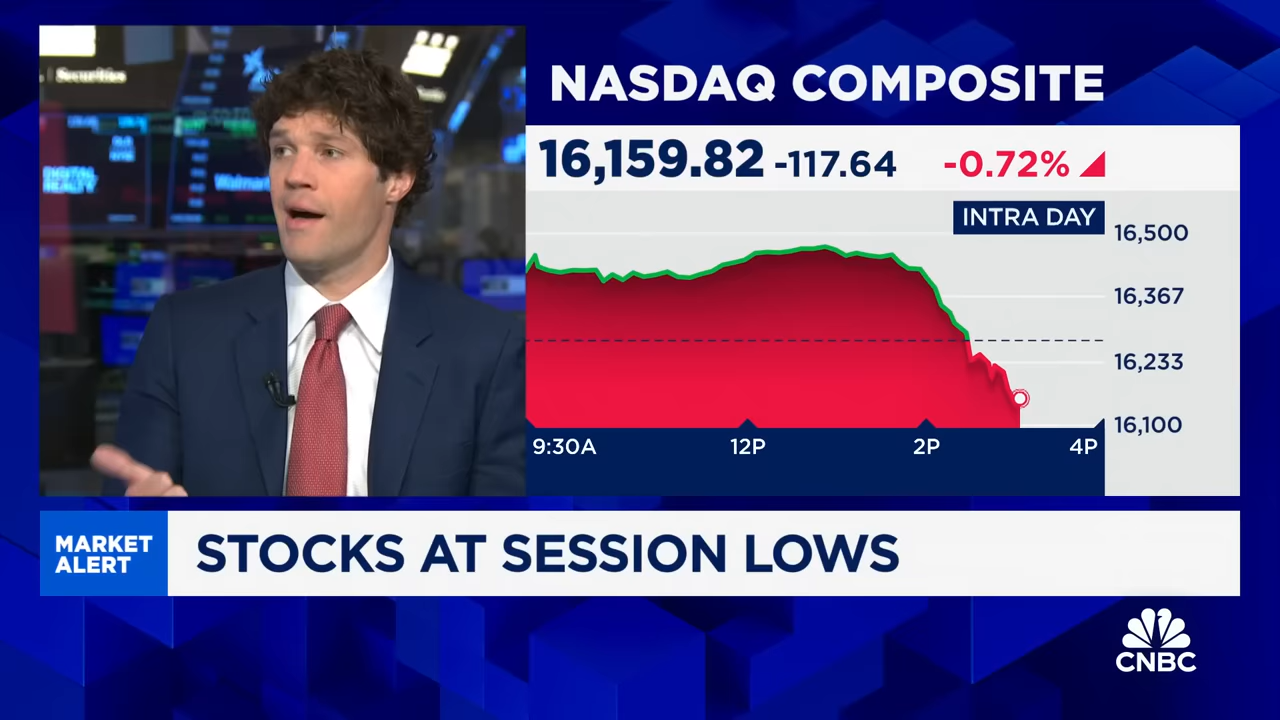 Securities
DIGITAL
REALTY
Walmart
NASDAQ COMPOSITE
16,159.82 -117.64 -0.72%
INTRA DAY
16,500
16,367
16,233
16,100
9:30A 12P 2P 4P
MARKET
ALERT
STOCKS AT SESSION LOWS
CNBC